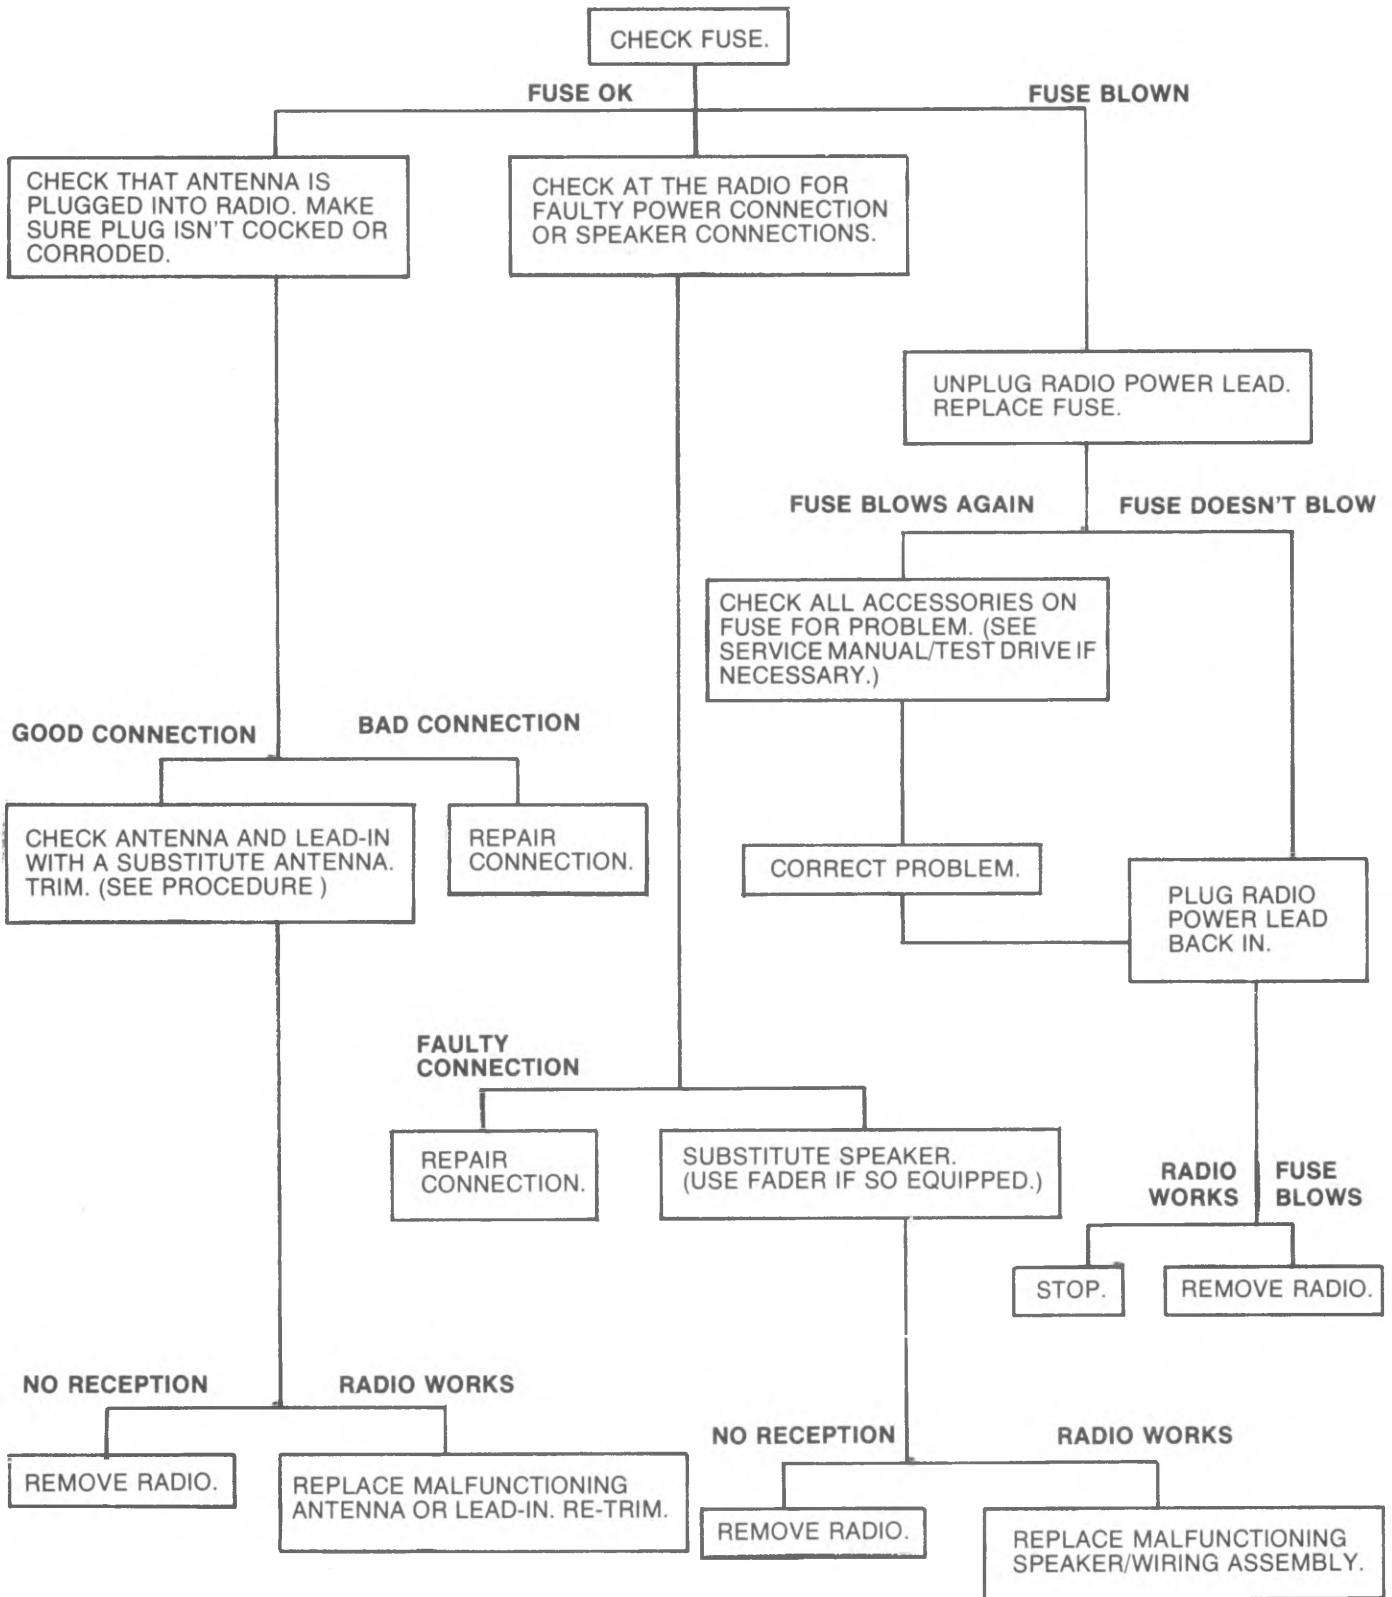 CHECK FUSE.
FUSE OK
FUSE BLOWN
CHECK THAT ANTENNA IS
PLUGGED INTO RADIO. MAKE
SURE PLUG ISN'T COCKED OR
CORRODED.
CHECK AT THE RADIO FOR
FAULTY POWER CONNECTION
OR SPEAKER CONNECTIONS.
UNPLUG RADIO POWER LEAD.
REPLACE FUSE.
FUSE BLOWS AGAIN
FUSE DOESN'T BLOW
CHECK ALL ACCESSORIES ON
FUSE FOR PROBLEM. (SEE
SERVICE MANUAL/TEST DRIVE IF
NECESSARY.)
GOOD CONNECTION
BAD CONNECTION
CHECK ANTENNA AND LEAD-IN
WITH A SUBSTITUTE ANTENNA.
TRIM. (SEE PROCEDURE )
REPAIR
CONNECTION.
CORRECT PROBLEM.
PLUG RADIO
POWER LEAD
BACK IN.
FAULTY
CONNECTION
REPAIR
CONNECTION.
SUBSTITUTE SPEAKER.
(USE FADER IF SO EQUIPPED.)
RADIO
WORKS
FUSE
BLOWS
STOP.
REMOVE RADIO.
NO RECEPTION
RADIO WORKS
REMOVE RADIO.
REPLACE MALFUNCTIONING
ANTENNA OR LEAD-IN. RE-TRIM.
NO RECEPTION
RADIO WORKS
REMOVE RADIO.
REPLACE MALFUNCTIONING
SPEAKER/WIRING ASSEMBLY.